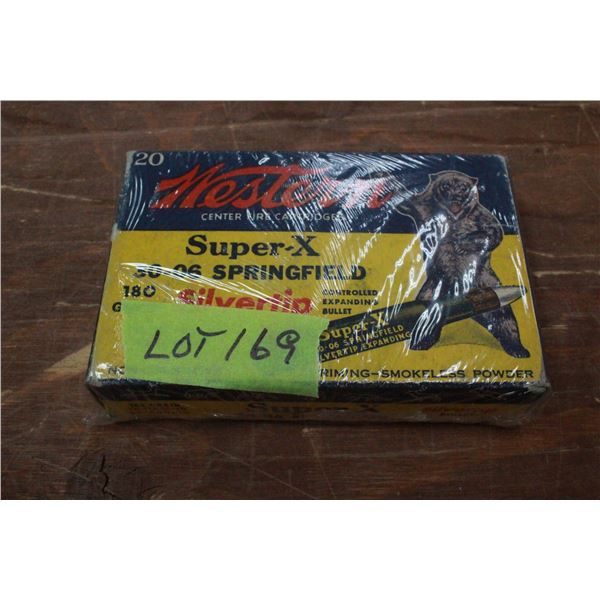 20
Western
CENTER FIRE CARTRIDGES
Super-X
30-06 SPRINGFIELD
180
Silvertip
CONTROLLED
EXPANDING
BULLET
LOT 169
Super-X
30-06 SPRINGFIELD
SILVERTIP EXPANDING
PRIMING-SMOKELESS POWDER
Super-X